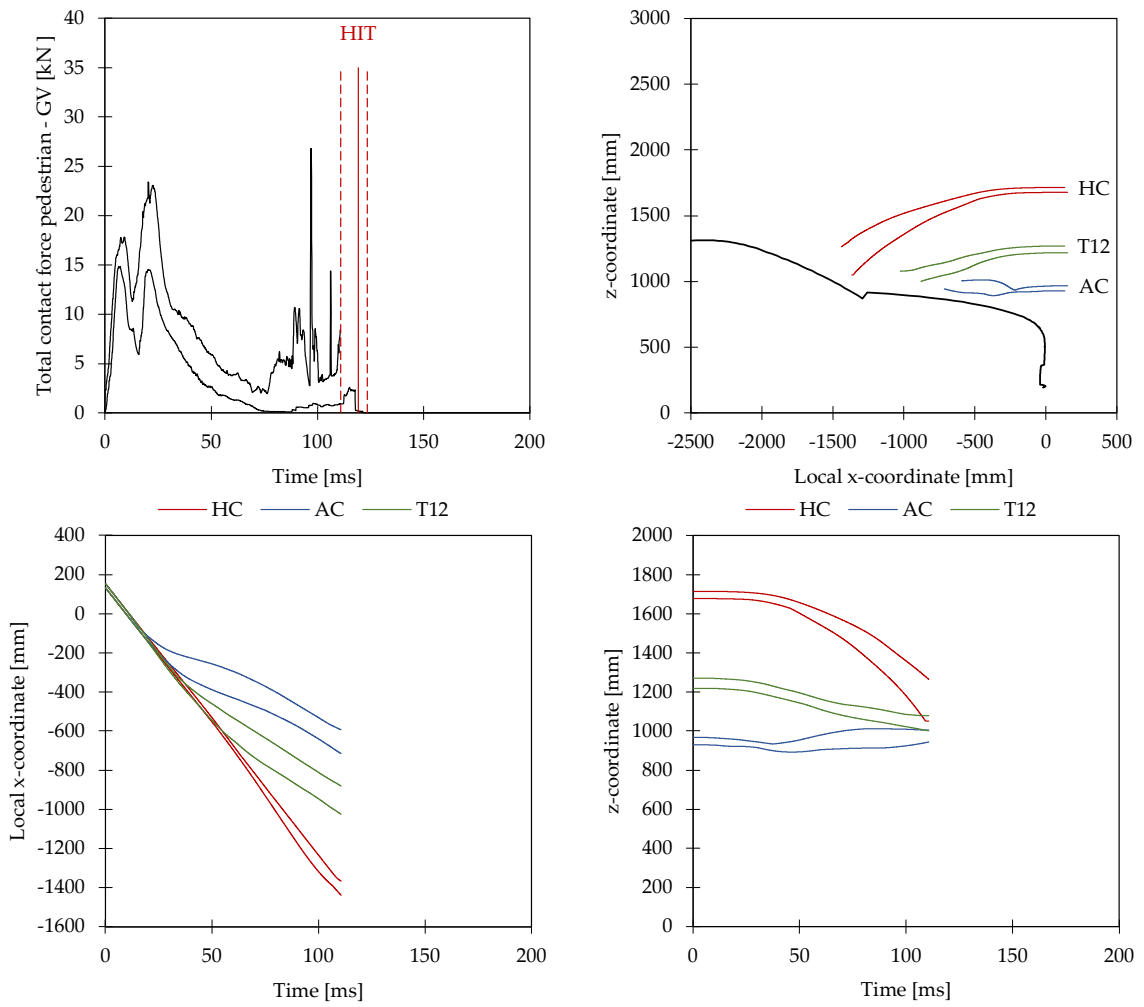 Total contact force pedestrian - GV [kN]
40
35
30
25
20
15
10
5
0
HIT
0 50 100 150 200
Time [ms]
z-coordinate [mm]
3000
2500
2000
1500
1000
500
0
HC
T12
AC
-2500 -2000 -1500 -1000 -500 0 500
Local x-coordinate [mm]
HC AC T12
Local x-coordinate [mm]
400
200
0
-200
-400
-600
-800
-1000
-1200
-1400
-1600
0 50 100 150 200
Time [ms]
HC AC T12
z-coordinate [mm]
2000
1800
1600
1400
1200
1000
800
600
400
200
0
0 50 100 150 200
Time [ms]